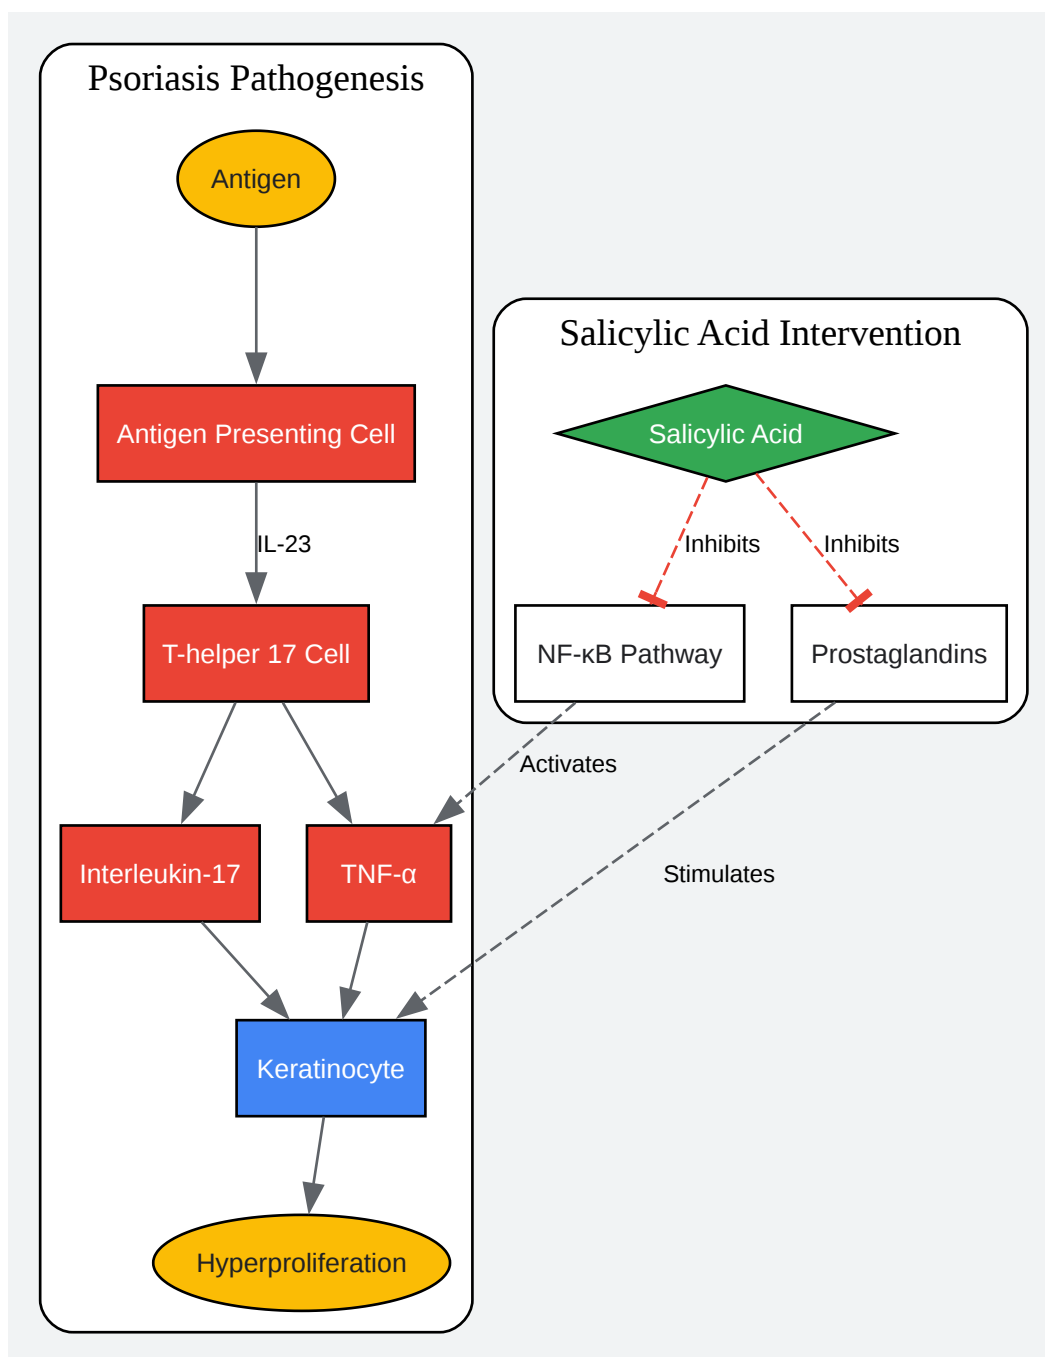 Psoriasis Pathogenesis
Antigen
Antigen Presenting Cell
IL-23
T-helper 17 Cell
Interleukin-17
TNF-α
Keratinocyte
Hyperproliferation
Salicylic Acid Intervention
Salicylic Acid
Inhibits
Inhibits
NF-κB Pathway
Prostaglandins
Activates
Stimulates